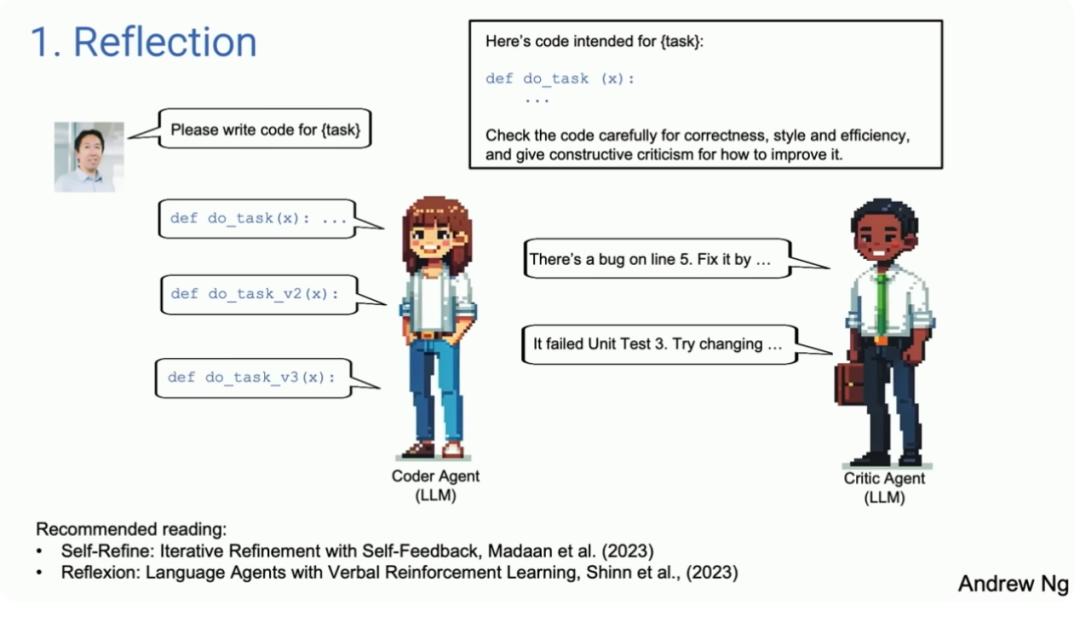 1. Reflection
Please write code for {task}
Here's code intended for {task}:
def do_task (x):
...
Check the code carefully for correctness, style and efficiency,
and give constructive criticism for how to improve it.
def do_task(x): ...
def do_task_v2(x):
def do_task_v3(x):
There's a bug on line 5. Fix it by ...
It failed Unit Test 3. Try changing ...
Coder Agent
(LLM)
Critic Agent
(LLM)
Recommended reading:
• Self-Refine: Iterative Refinement with Self-Feedback, Madaan et al. (2023)
• Reflexion: Language Agents with Verbal Reinforcement Learning, Shinn et al., (2023)
Andrew Ng